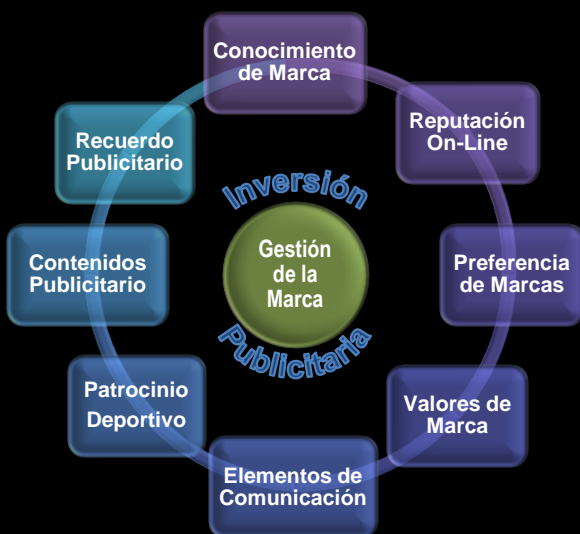 Conocimiento
de Marca
Reputación
On-Line
Preferencia
de Marcas
Valores de
Marca
Elementos de
Comunicación
Patrocinio
Deportivo
Contenidos
Publicitario
Recuerdo
Publicitario
Inversión
Gestión
de la
Marca
Publicitaria